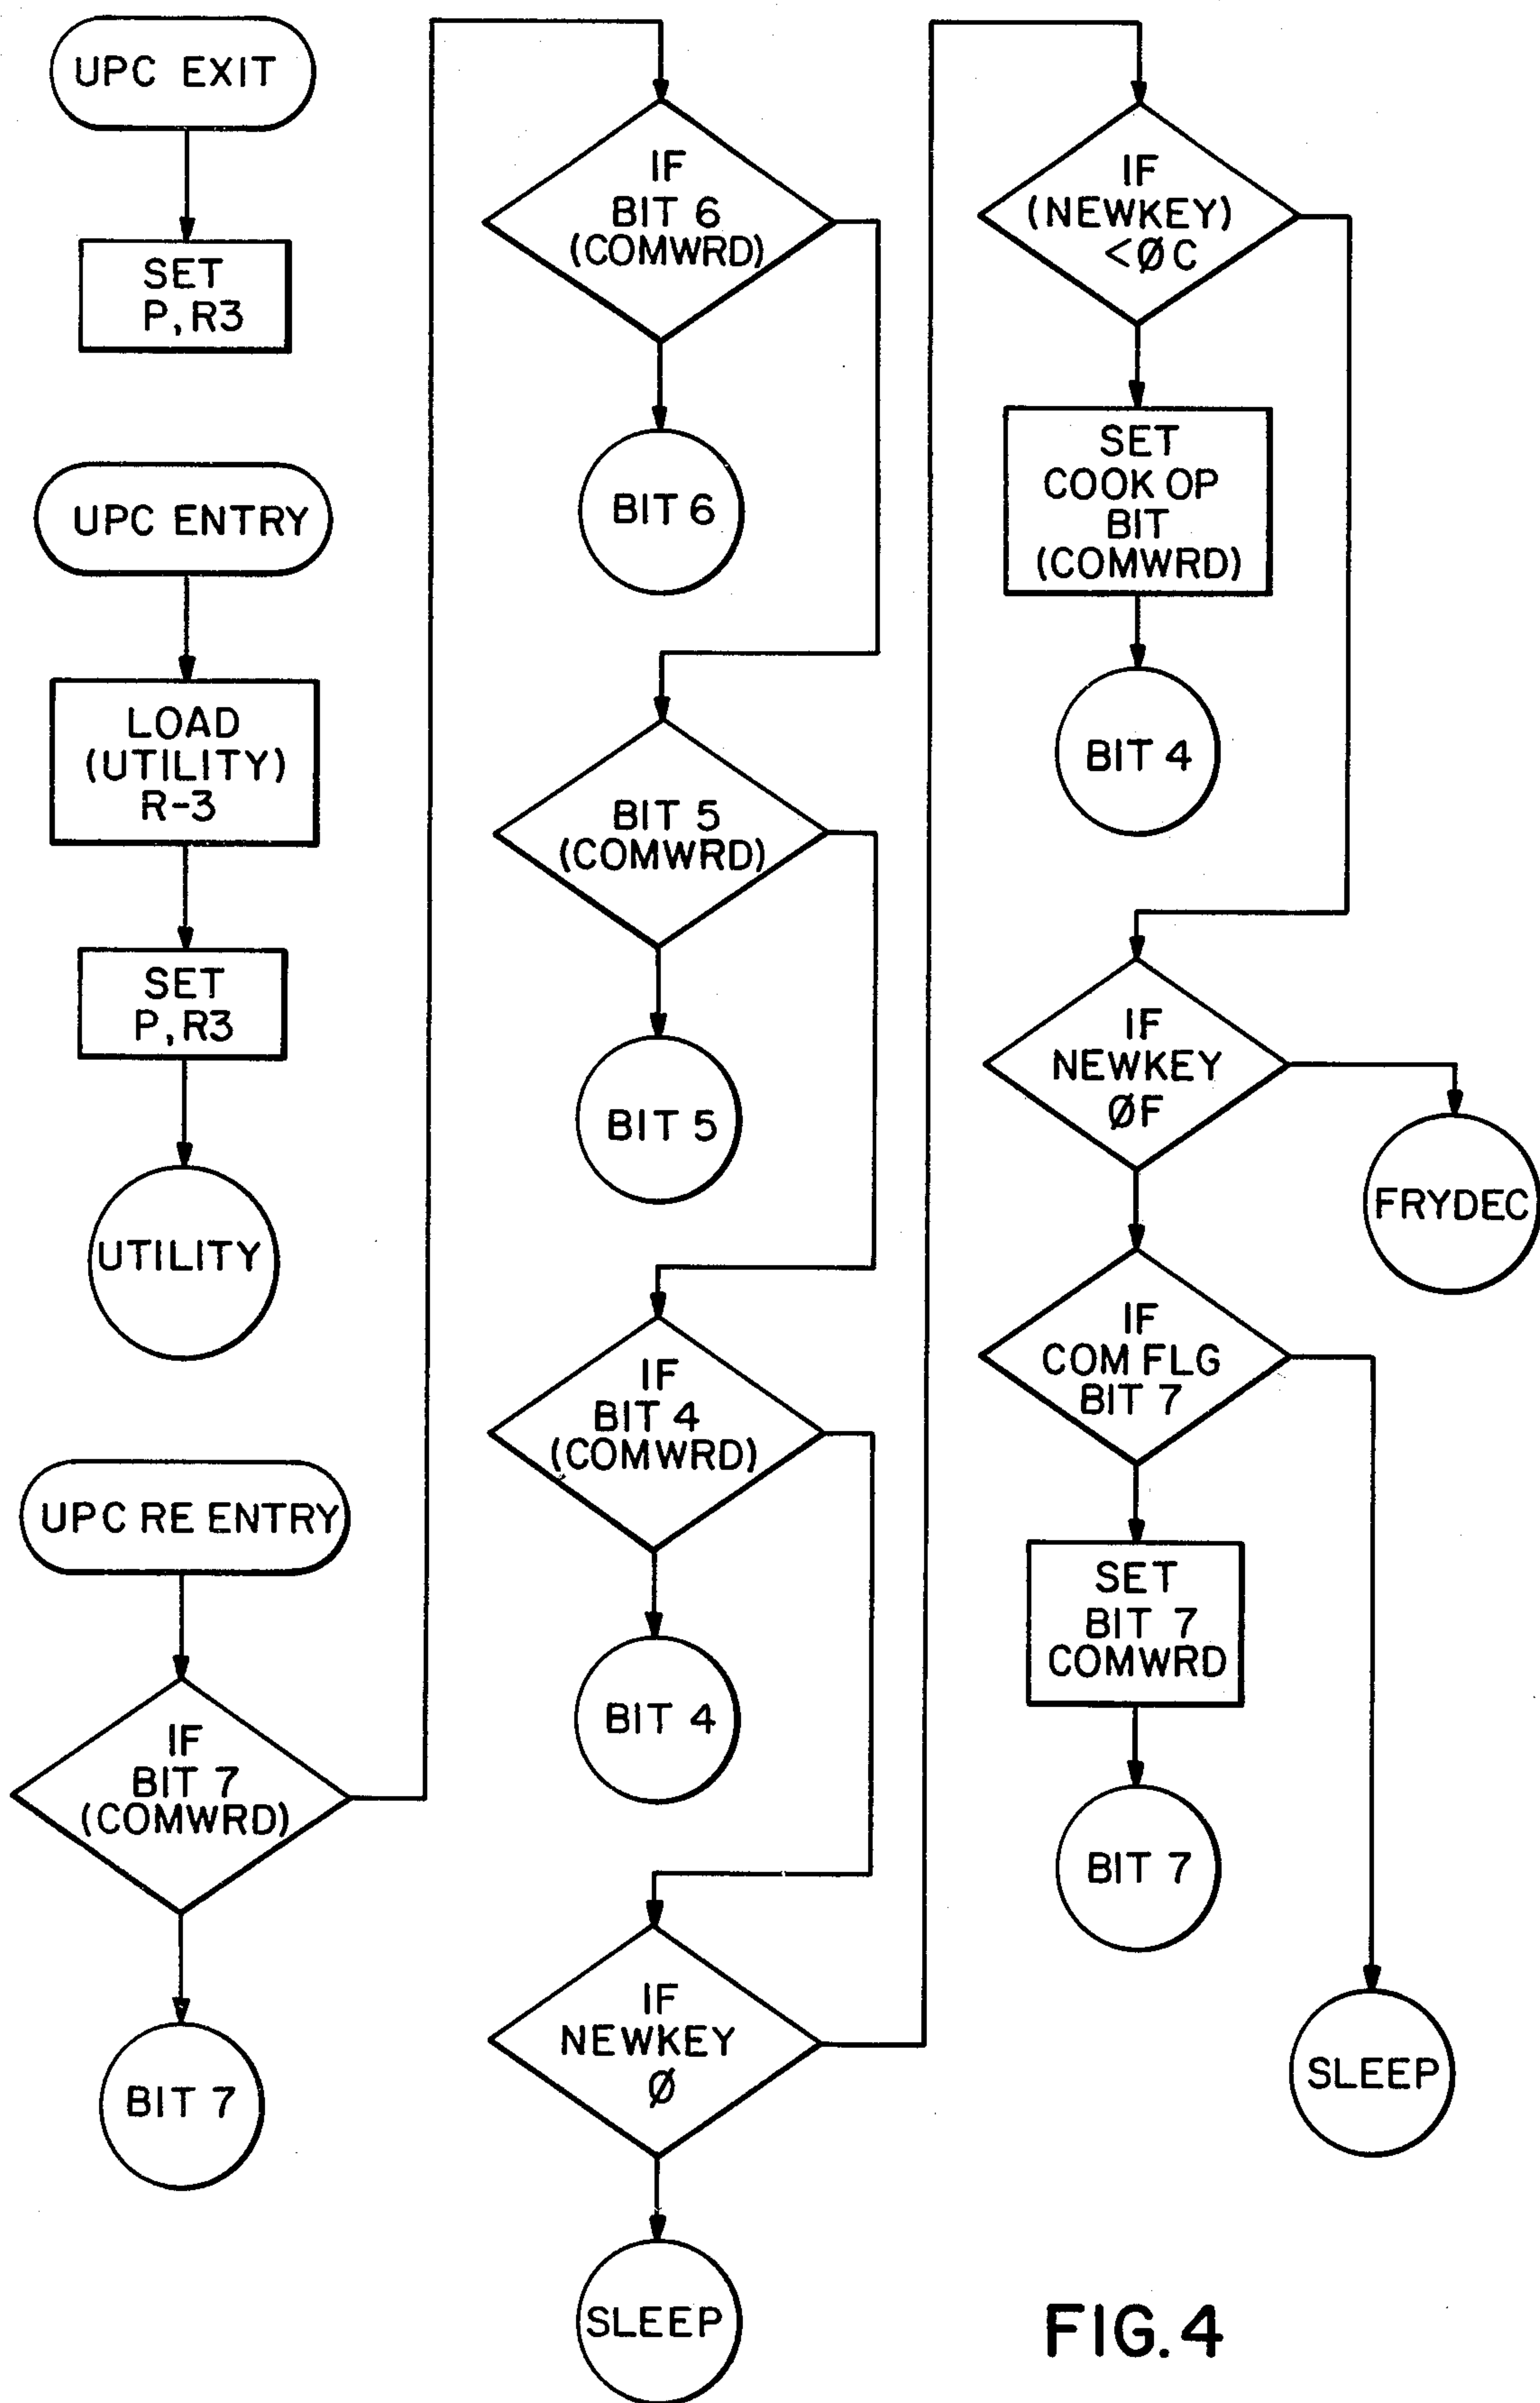 UPC EXIT
SET
P, R3
UPC ENTRY
LOAD
(UTILITY)
R-3
SET
P, R3
UTILITY
UPC RE ENTRY
IF
BIT 7
(COMWRD)
BIT 7
IF
BIT 6
(COMWRD)
BIT 6
BIT 5
(COMWRD)
BIT 5
IF
BIT 4
(COMWRD)
BIT 4
IF
NEWKEY
Ø
SLEEP
IF
(NEWKEY)
<Ø C
SET
COOK OP
BIT
(COMWRD)
BIT 4
IF
NEWKEY
ØF
FRYDEC
IF
COM FLG
BIT 7
SET
BIT 7
COMWRD
BIT 7
SLEEP
FIG. 4